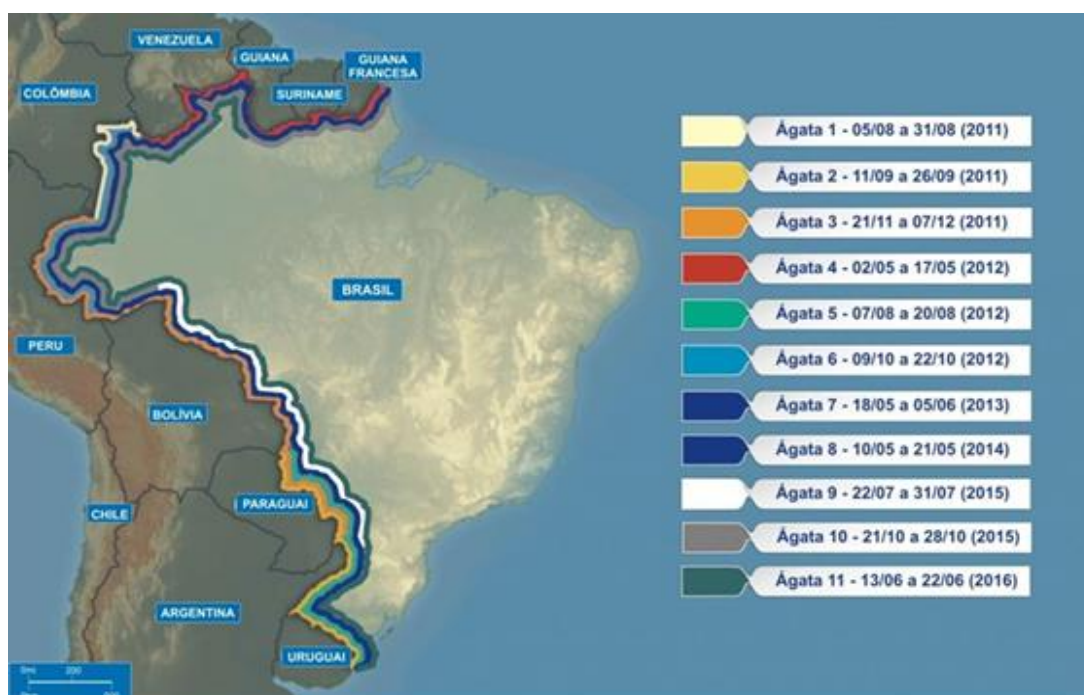 VENEZUELA
GUIANA
GUIANA
FRANCESA
COLÔMBIA
SURINAME
BRASIL
PERU
BOLÍVIA
PARAGUAI
CHILE
ARGENTINA
URUGUAI
Ágata 1 - 05/08 a 31/08 (2011)
Ágata 2 - 11/09 a 26/09 (2011)
Ágata 3 - 21/11 a 07/12 (2011)
Ágata 4 - 02/05 a 17/05 (2012)
Ágata 5 - 07/08 a 20/08 (2012)
Ágata 6 - 09/10 a 22/10 (2012)
Ágata 7 - 18/05 a 05/06 (2013)
Ágata 8 - 10/05 a 21/05 (2014)
Ágata 9 - 22/07 a 31/07 (2015)
Ágata 10 - 21/10 a 28/10 (2015)
Ágata 11 - 13/06 a 22/06 (2016)